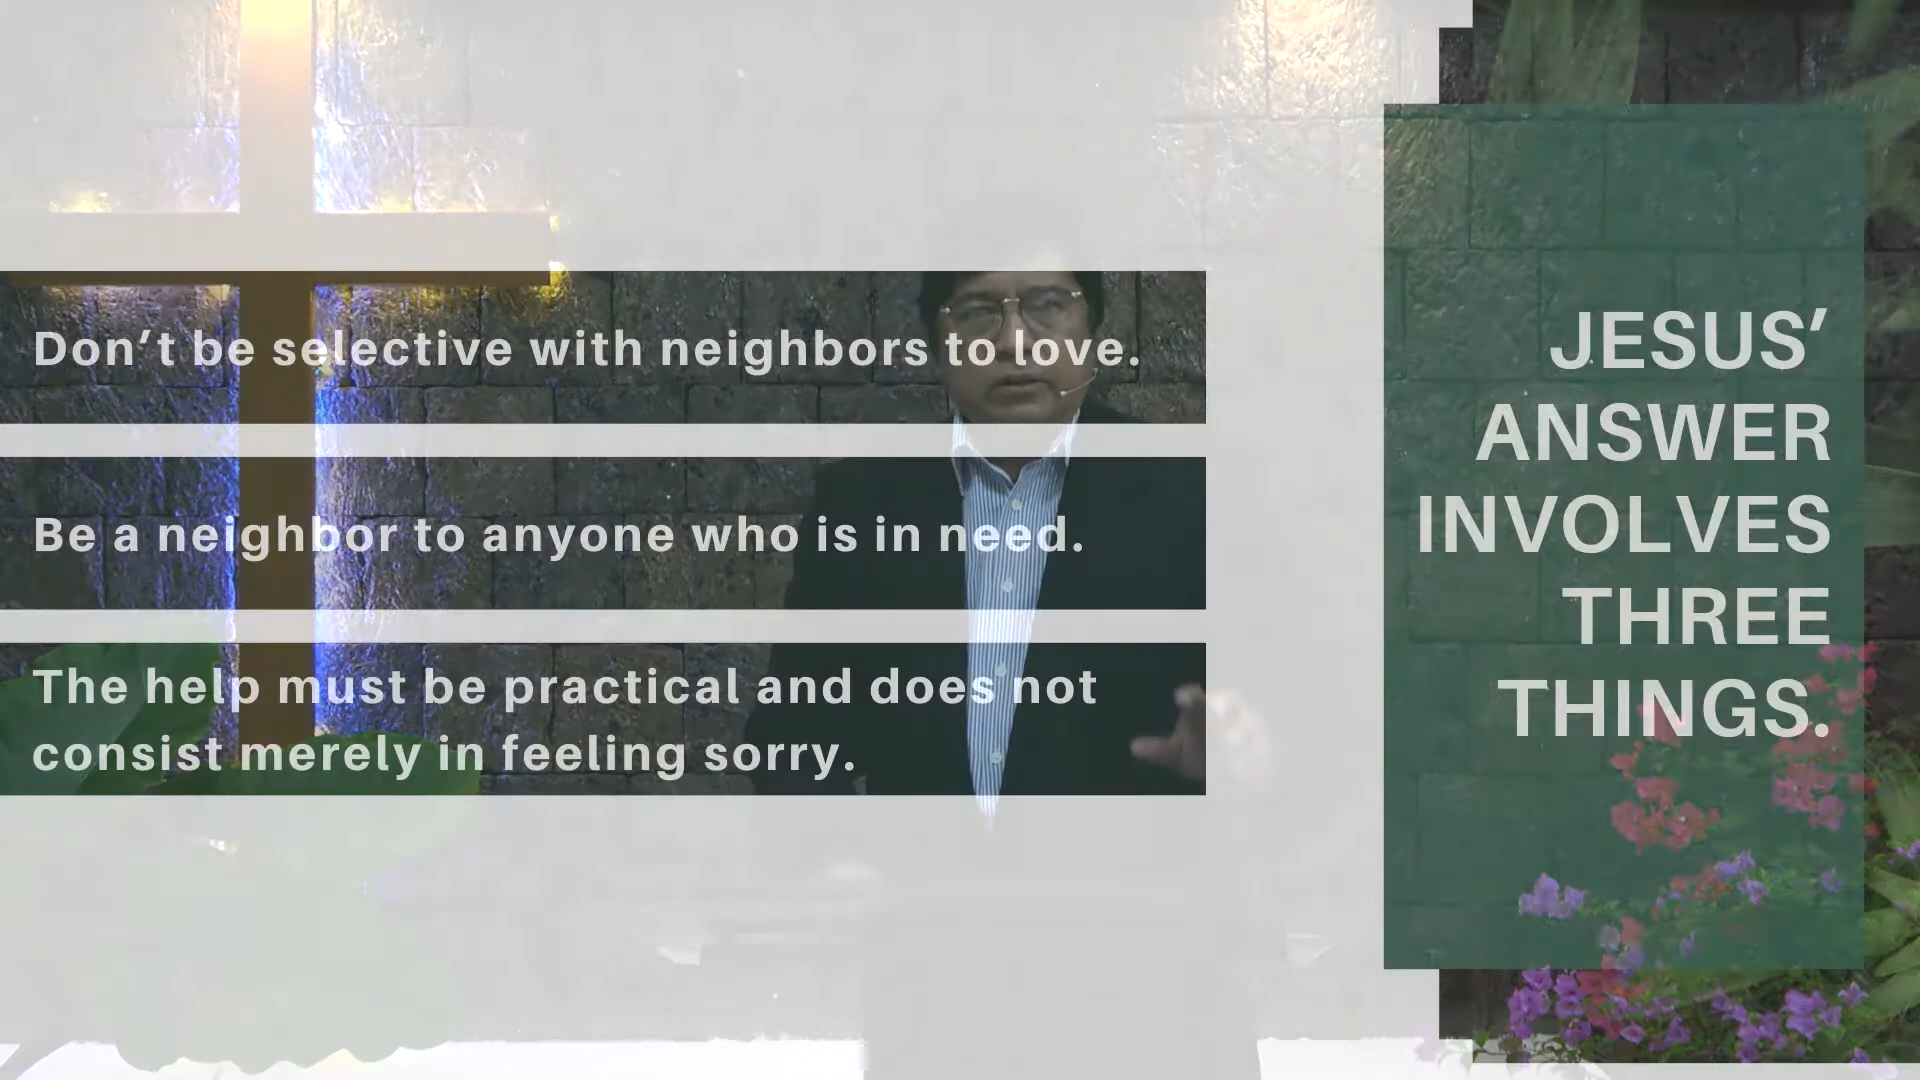 JESUS’
ANSWER
INVOLVES
THREE
THINGS.
Don’t be selective with neighbors to love.
Be a neighbor to anyone who is in need.
The help must be practical and does not
consist merely in feeling sorry.